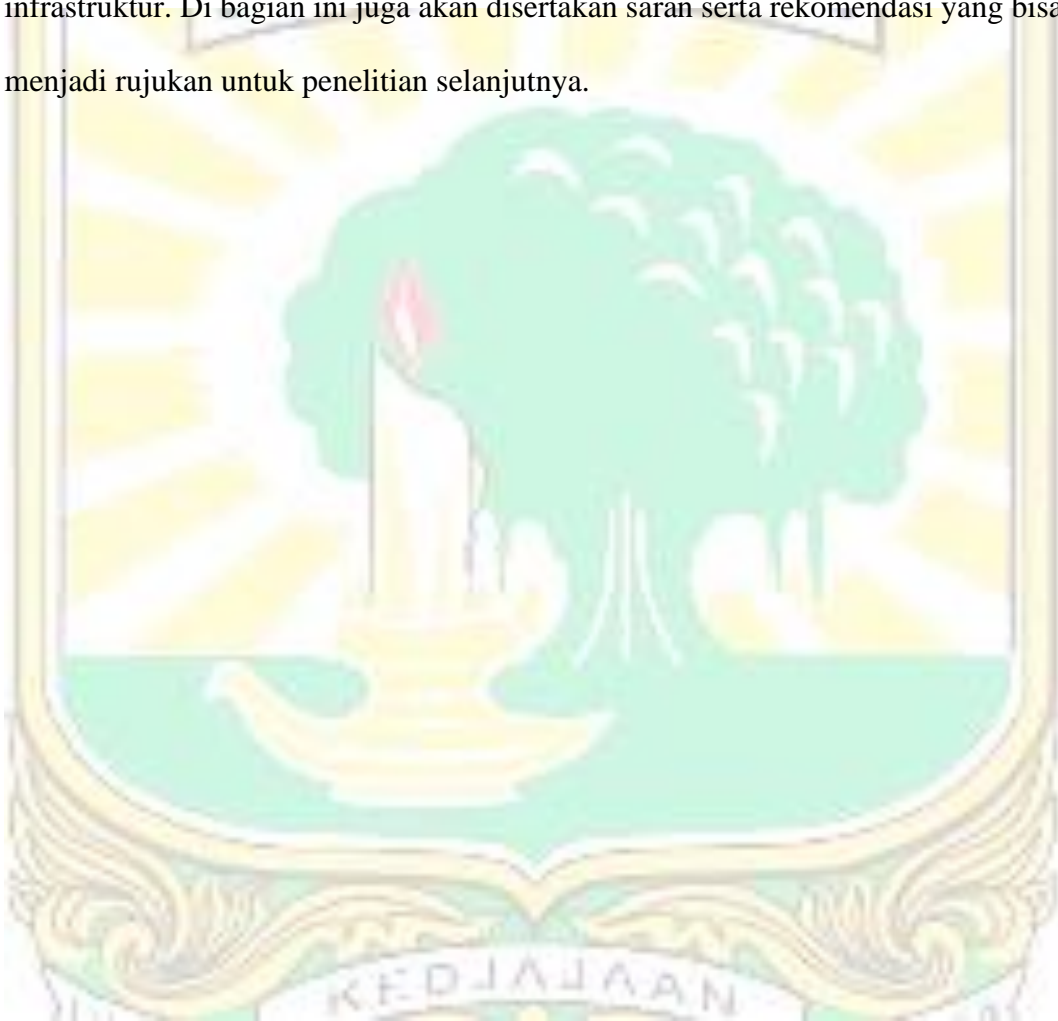 infrastruktur. Di bagian ini juga akan disertakan saran serta rekomendasi yang bisa
menjadi rujukan untuk penelitian selanjutnya.
KEDJAJAAN